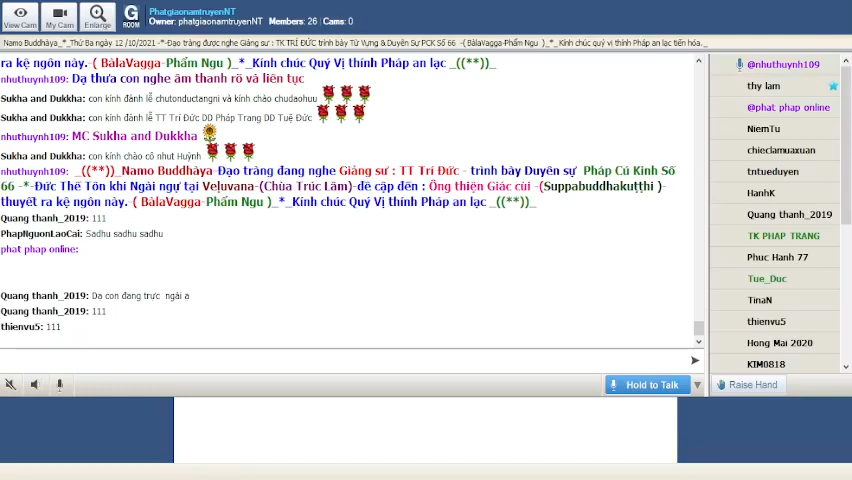 View Cam
My Cam
Enlarge
G
ROOM
PhatgiaonamtruyenNT
Owner: phatgiaonamtruyenNT Members: 26 | Cams: 0
Namo Buddhàya_*_Thứ Ba ngày 12 /10/2021 -*-Đạo tràng được nghe Giảng sư : TK TRÍ ĐỨC trình bày Từ Vựng & Duyên Sự PCK Số 66 -( BàlaVagga-Phẩm Ngu )_*_ Kính chúc quý vị thính Pháp an lạc tiến hóa._
ra kệ ngôn này.-( BàlaVagga-Phẩm Ngu )_*_Kính chúc Quý Vị thính Pháp an lạc _((**))_
nhuthuynh109: Dạ thưa con nghe âm thanh rõ và liên tục
Sukha and Dukkha: con kính đảnh lễ chutonductangni và kính chào chudaohuu
Sukha and Dukkha: con kính đảnh lễ TT Trí Đức DD Pháp Trang DD Tuệ Đức
nhuthuynh109: MC Sukha and Dukkha
Sukha and Dukkha: con kính chào cô nhut Huỳnh
nhuthuynh109: _((**))_Namo Buddhàya-Đạo tràng đang nghe Giảng sư : TT Trí Đức - trình bày Duyên sự Pháp Cú Kinh Số
66 -*-Đức Thế Tôn khi Ngài ngự tại Veḷuvana-(Chùa Trúc Lâm)-đề cập đến : Ông thiện Giác cùi -(Suppabuddhakuṭṭhi )-
thuyết ra kệ ngôn này.-( BàlaVagga-Phẩm Ngu )_*_Kính chúc Quý Vị thính Pháp an lạc _((**))_
Quang thanh_2019: 111
PhapNguonLaoCai: Sadhu sadhu sadhu
phat phap online:
Quang thanh_2019: Da con đang trực ngài a
Quang thanh_2019: 111
thienvu5: 111
Hold to Talk
@nhuthuynh109
thy lam
@phat phap online
NiemTu
chieclamuaxuan
tntueduyen
HanhK
Quang thanh_2019
TK PHAP TRANG
Phuc Hanh 77
Tue_Duc
TinaN
thienvu5
Hong Mai 2020
KIM0818
Raise Hand